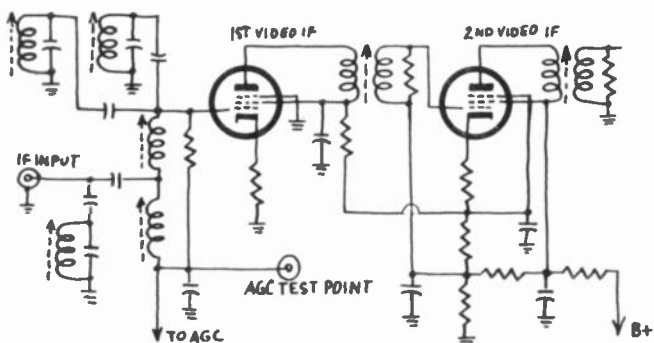 1ST VIDEO IF
2ND VIDEO IF
IF INPUT
AGC TEST POINT
TO AGC
B+